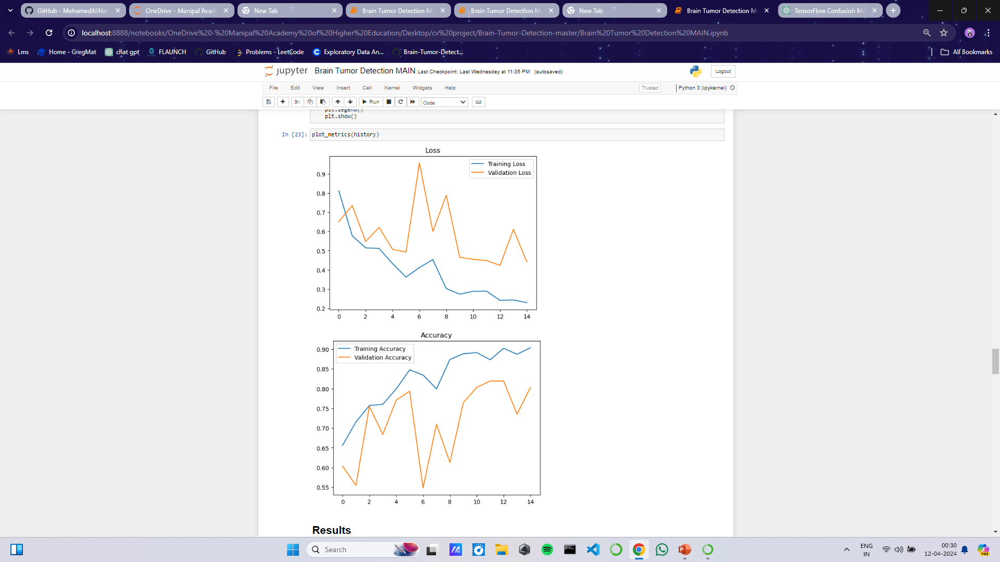 GitHub - MohamedAliHab
OneDrive - Manipal Acade
New Tab
Brain Tumor Detection M
Brain Tumor Detection M
New Tab
Brain Tumor Detection M
TensorFlow Confusion Ma
localhost:8888/notebooks/OneDrive%20-%20Manipal%20Academy%20of%20Higher%20Education/Desktop/cv%20project/Brain-Tumor-Detection-master/Brain%20Tumor%20Detection%20MAIN.ipynb
Lms
Home - GregMat
chat gpt
FLAUNCH
GitHub
Problems - LeetCode
Exploratory Data An...
Brain-Tumor-Detect...
All Bookmarks
jupyter Brain Tumor Detection MAIN Last Checkpoint: Last Wednesday at 11:35 PM (autosaved)
Logout
File Edit View Insert Cell Kernel Widgets Help
Trusted
Python 3 (ipykernel)
Run
Code
plt.legend()
plt.show()
In [23]: plot_metrics(history)
Loss
Training Loss
Validation Loss
0.9
0.8
0.7
0.6
0.5
0.4
0.3
0.2
0 2 4 6 8 10 12 14
Accuracy
Training Accuracy
Validation Accuracy
0.90
0.85
0.80
0.75
0.70
0.65
0.60
0.55
0 2 4 6 8 10 12 14
Results
Search
ENG
IN
00:30
12-04-2024
PRE